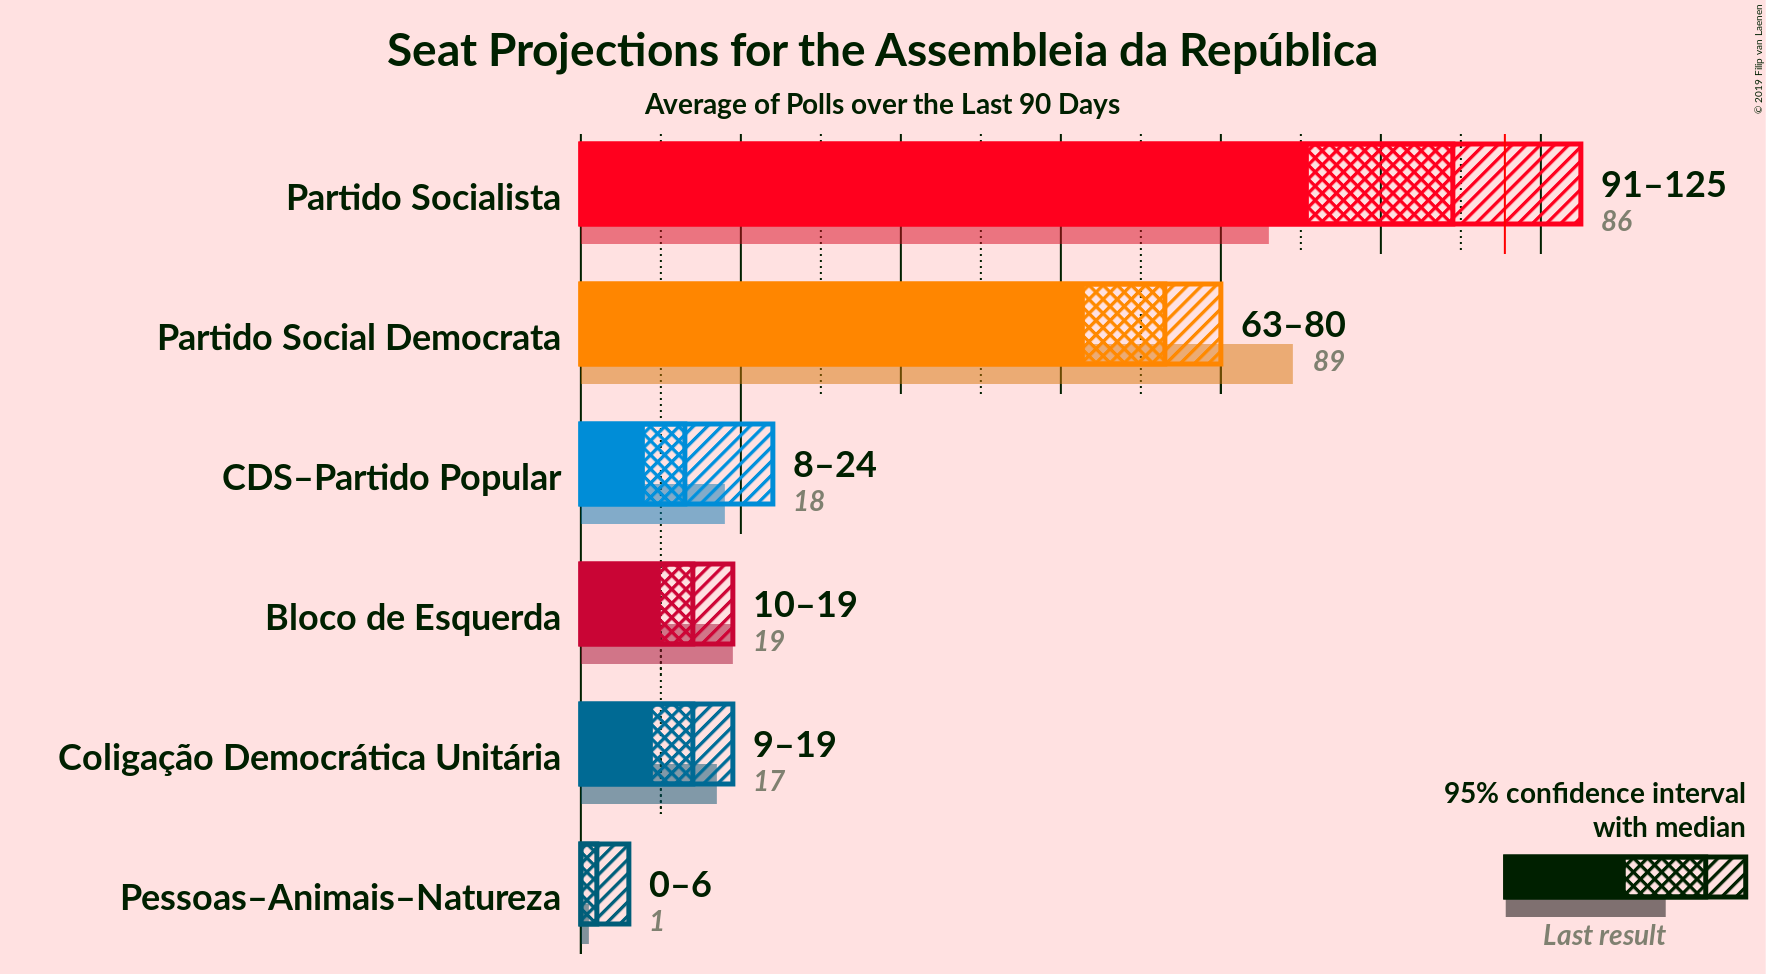 Seat Projections for the Assembleia da República
Average of Polls over the Last 90 Days
© 2019 Filip van Laenen
Partido Socialista
91–125
86
Partido Social Democrata
63–80
89
CDS–Partido Popular
8–24
18
Bloco de Esquerda
10–19
19
Coligação Democrática Unitária
9–19
17
Pessoas–Animais–Natureza
0–6
1
95% confidence interval
with median
Last result